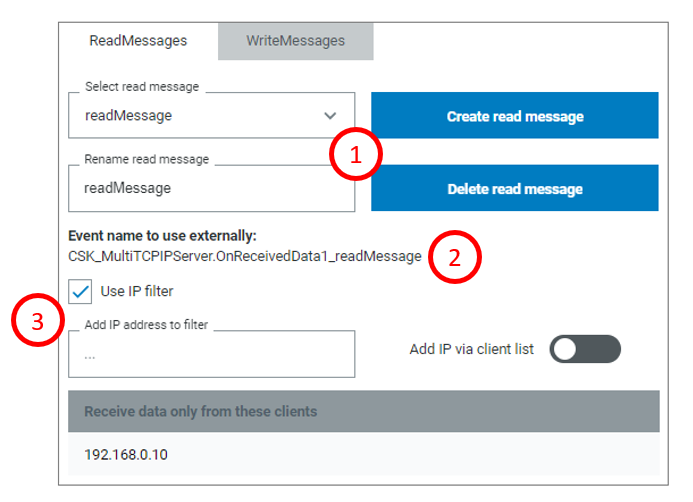 ReadMessages WriteMessages
Select read message
readMessage
Create read message
1
Rename read message
readMessage
Delete read message
Event name to use externally:
CSK_MultiTCPIPServer.OnReceivedData1_readMessage
2
Use IP filter
3
Add IP address to filter
...
Add IP via client list
Receive data only from these clients
192.168.0.10